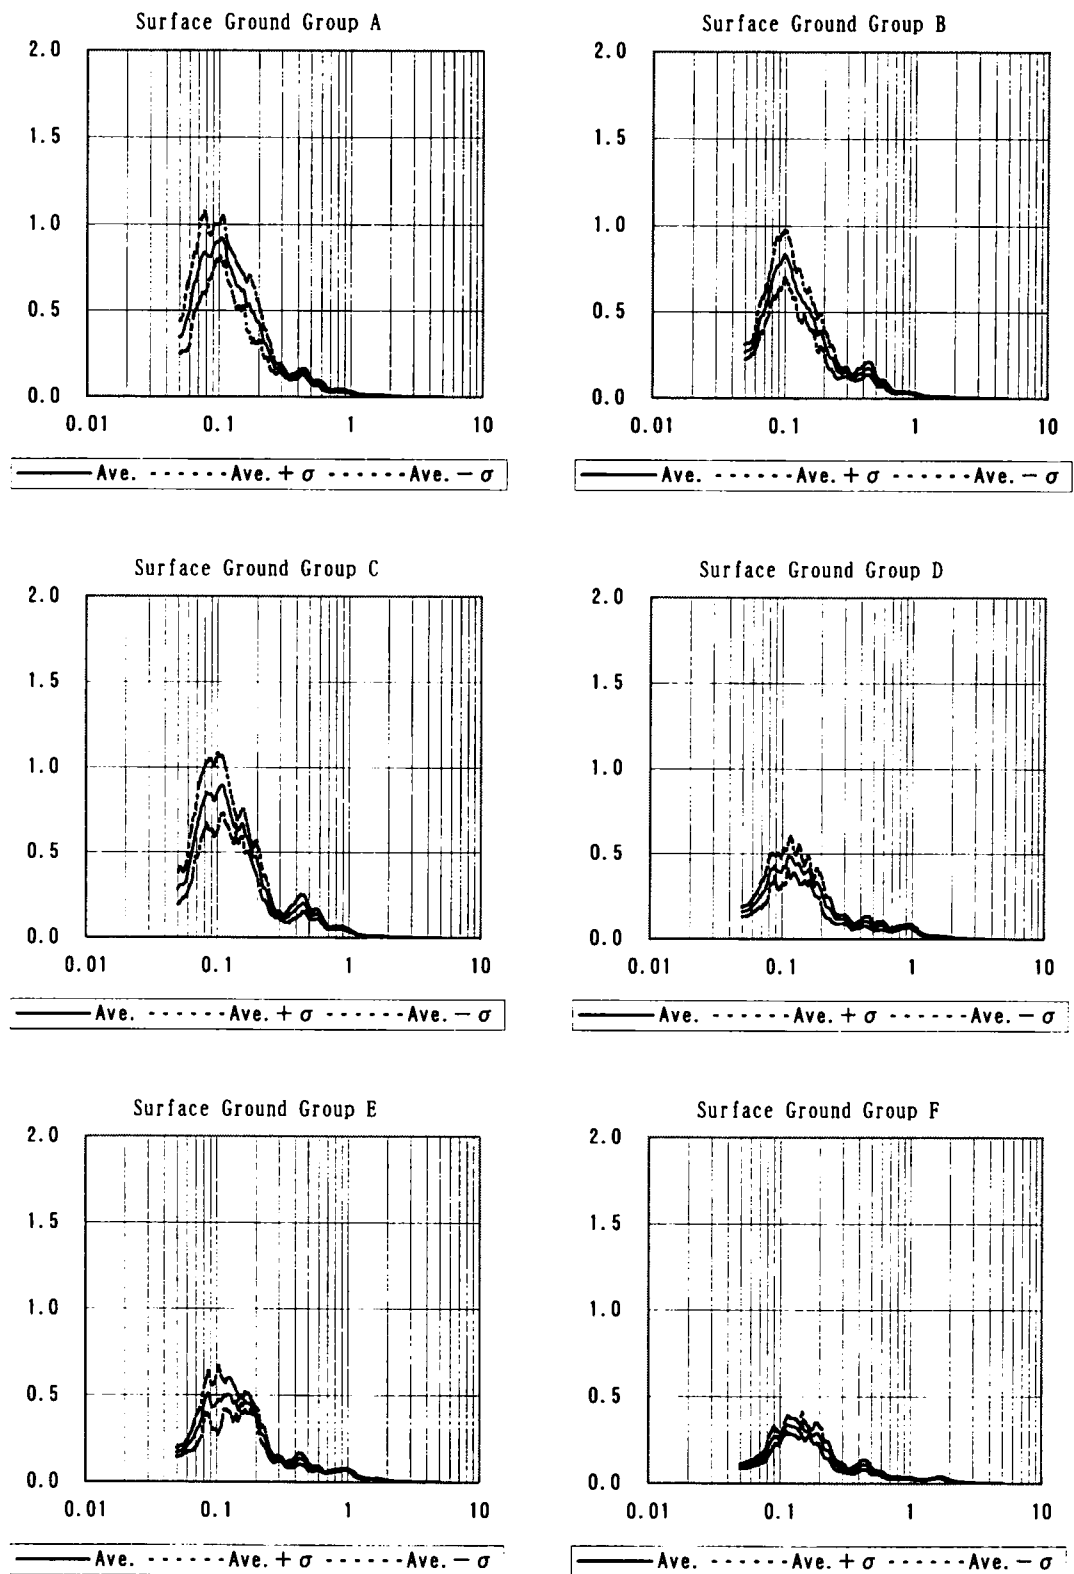 Surface Ground Group A
2.0
1.5
1.0
0.5
0.0
0.01 0.1 1 10
Ave. Ave.+σ Ave.−σ
Surface Ground Group B
2.0
1.5
1.0
0.5
0.0
0.01 0.1 1 10
Ave. Ave.+σ Ave.−σ
Surface Ground Group C
2.0
1.5
1.0
0.5
0.0
0.01 0.1 1 10
Ave. Ave.+σ Ave.−σ
Surface Ground Group D
2.0
1.5
1.0
0.5
0.0
0.01 0.1 1 10
Ave. Ave.+σ Ave.−σ
Surface Ground Group E
2.0
1.5
1.0
0.5
0.0
0.01 0.1 1 10
Ave. Ave.+σ Ave.−σ
Surface Ground Group F
2.0
1.5
1.0
0.5
0.0
0.01 0.1 1 10
Ave. Ave.+σ Ave.−σ